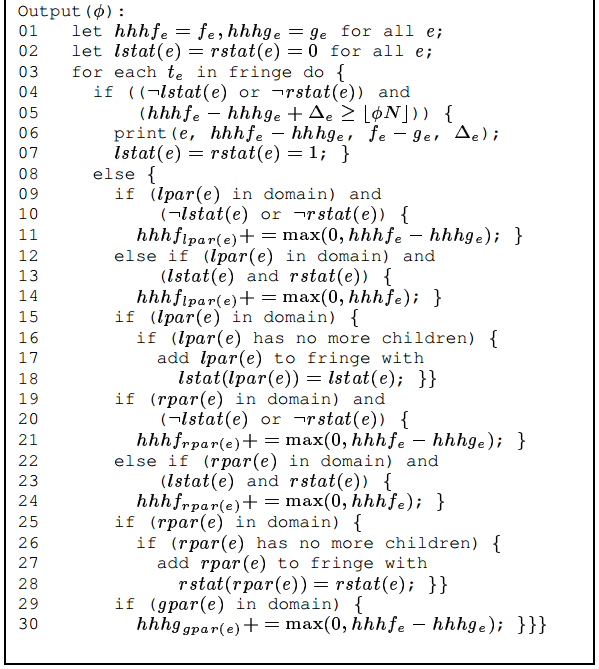 Output(ϕ):
01 let hhhf_e = f_e, hhhg_e = g_e for all e;
02 let lstat(e) = rstat(e) = 0 for all e;
03 for each t_e in fringe do {
04 if ((¬lstat(e) or ¬rstat(e)) and
05 (hhhf_e − hhhg_e + Δ_e ≥ ⌊ϕN⌋)) {
06 print(e, hhhf_e − hhhg_e, f_e − g_e, Δ_e);
07 lstat(e) = rstat(e) = 1; }
08 else {
09 if (lpar(e) in domain) and
10 (¬lstat(e) or ¬rstat(e)) {
11 hhhf_{lpar(e)} + = max(0, hhhf_e − hhhg_e); }
12 else if (lpar(e) in domain) and
13 (lstat(e) and rstat(e)) {
14 hhhf_{lpar(e)} + = max(0, hhhf_e); }
15 if (lpar(e) in domain) {
16 if (lpar(e) has no more children) {
17 add lpar(e) to fringe with
18 lstat(lpar(e)) = lstat(e); }}
19 if (rpar(e) in domain) and
20 (¬lstat(e) or ¬rstat(e)) {
21 hhhf_{rpar(e)} + = max(0, hhhf_e − hhhg_e); }
22 else if (rpar(e) in domain) and
23 (lstat(e) and rstat(e)) {
24 hhhf_{rpar(e)} + = max(0, hhhf_e); }
25 if (rpar(e) in domain) {
26 if (rpar(e) has no more children) {
27 add rpar(e) to fringe with
28 rstat(rpar(e)) = rstat(e); }}
29 if (gpar(e) in domain) {
30 hhhg_{gpar(e)} + = max(0, hhhf_e − hhhg_e); }}}